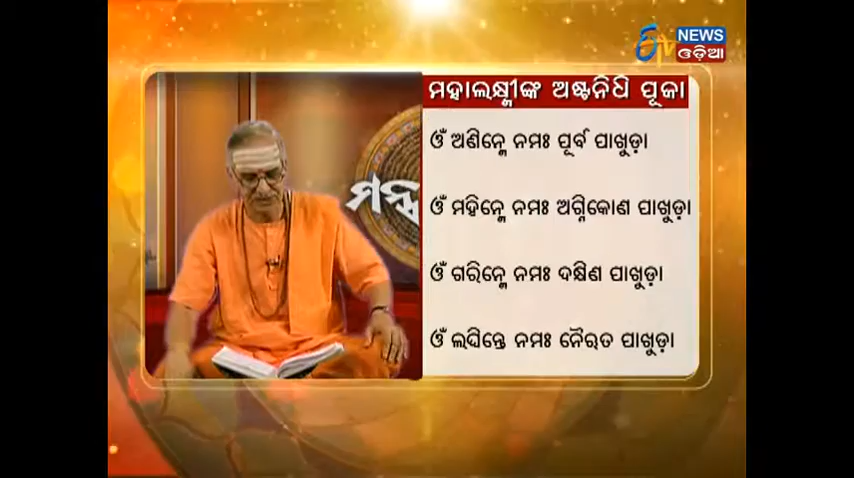 ETV NEWS
ଓଡ଼ିଆ
ମହାଲକ୍ଷ୍ମୀଙ୍କ ଅଷ୍ଟନିଧି ପୂଜା
ଓଁ ଅଣିମ୍ନେ ନମଃ ପୂର୍ବ ପାଖୁଡ଼ା
ଓଁ ମହିମ୍ନେ ନମଃ ଅଗ୍ନିକୋଣ ପାଖୁଡ଼ା
ଓଁ ଗରିମ୍ନେ ନମଃ ଦକ୍ଷିଣ ପାଖୁଡ଼ା
ଓଁ ଲଘିନ୍ତେ ନମଃ ନୈଋତ ପାଖୁଡ଼ା